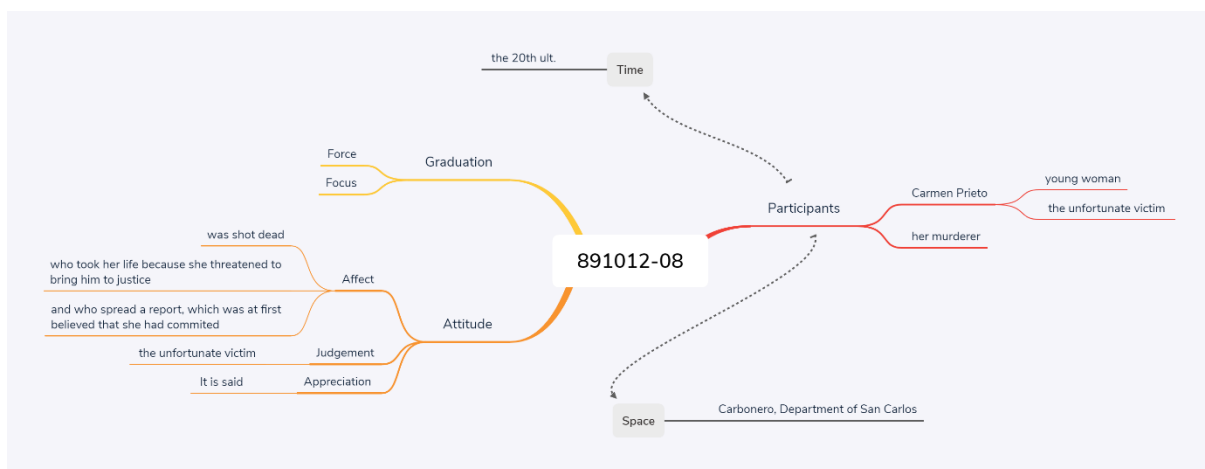 the 20th ult.
Time
Force
Graduation
Focus
was shot dead
who took her life because she threatened to
bring him to justice
Affect
and who spread a report, which was at first
believed that she had commited
Attitude
the unfortunate victim
Judgement
It is said
Appreciation
891012-08
Participants
Carmen Prieto
young woman
the unfortunate victim
her murderer
Space
Carbonero, Department of San Carlos